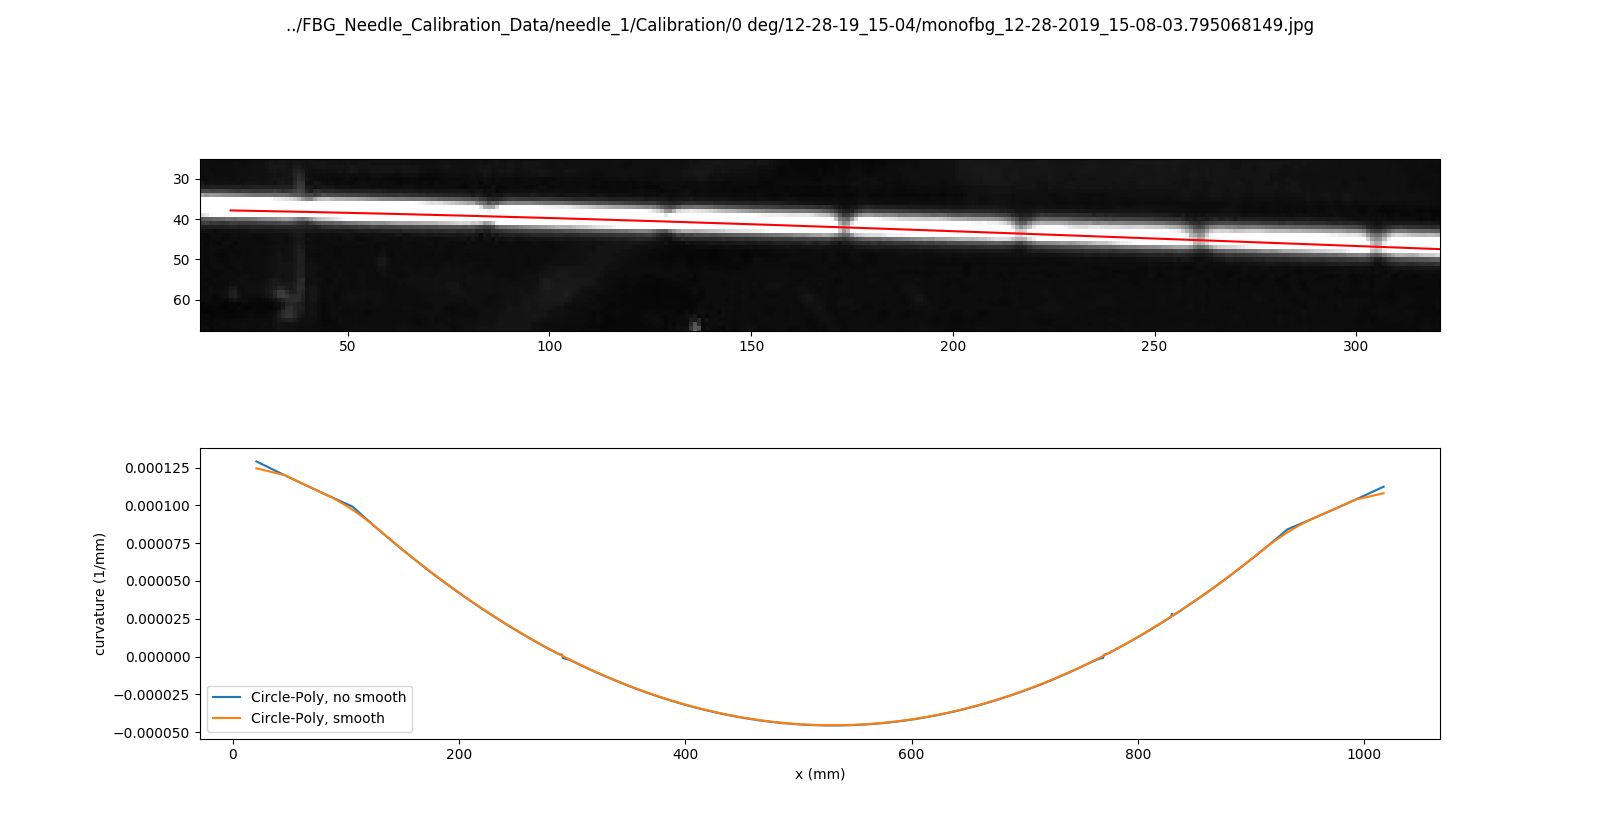 ../FBG_Needle_Calibration_Data/needle_1/Calibration/0 deg/12-28-19_15-04/monofbg_12-28-2019_15-08-03.795068149.jpg
30
40
50
60
50 100 150 200 250 300
0.000125
0.000100
0.000075
0.000050
0.000025
0.000000
−0.000025
−0.000050
curvature (1/mm)
Circle-Poly, no smooth
Circle-Poly, smooth
0 200 400 600 800 1000
x (mm)